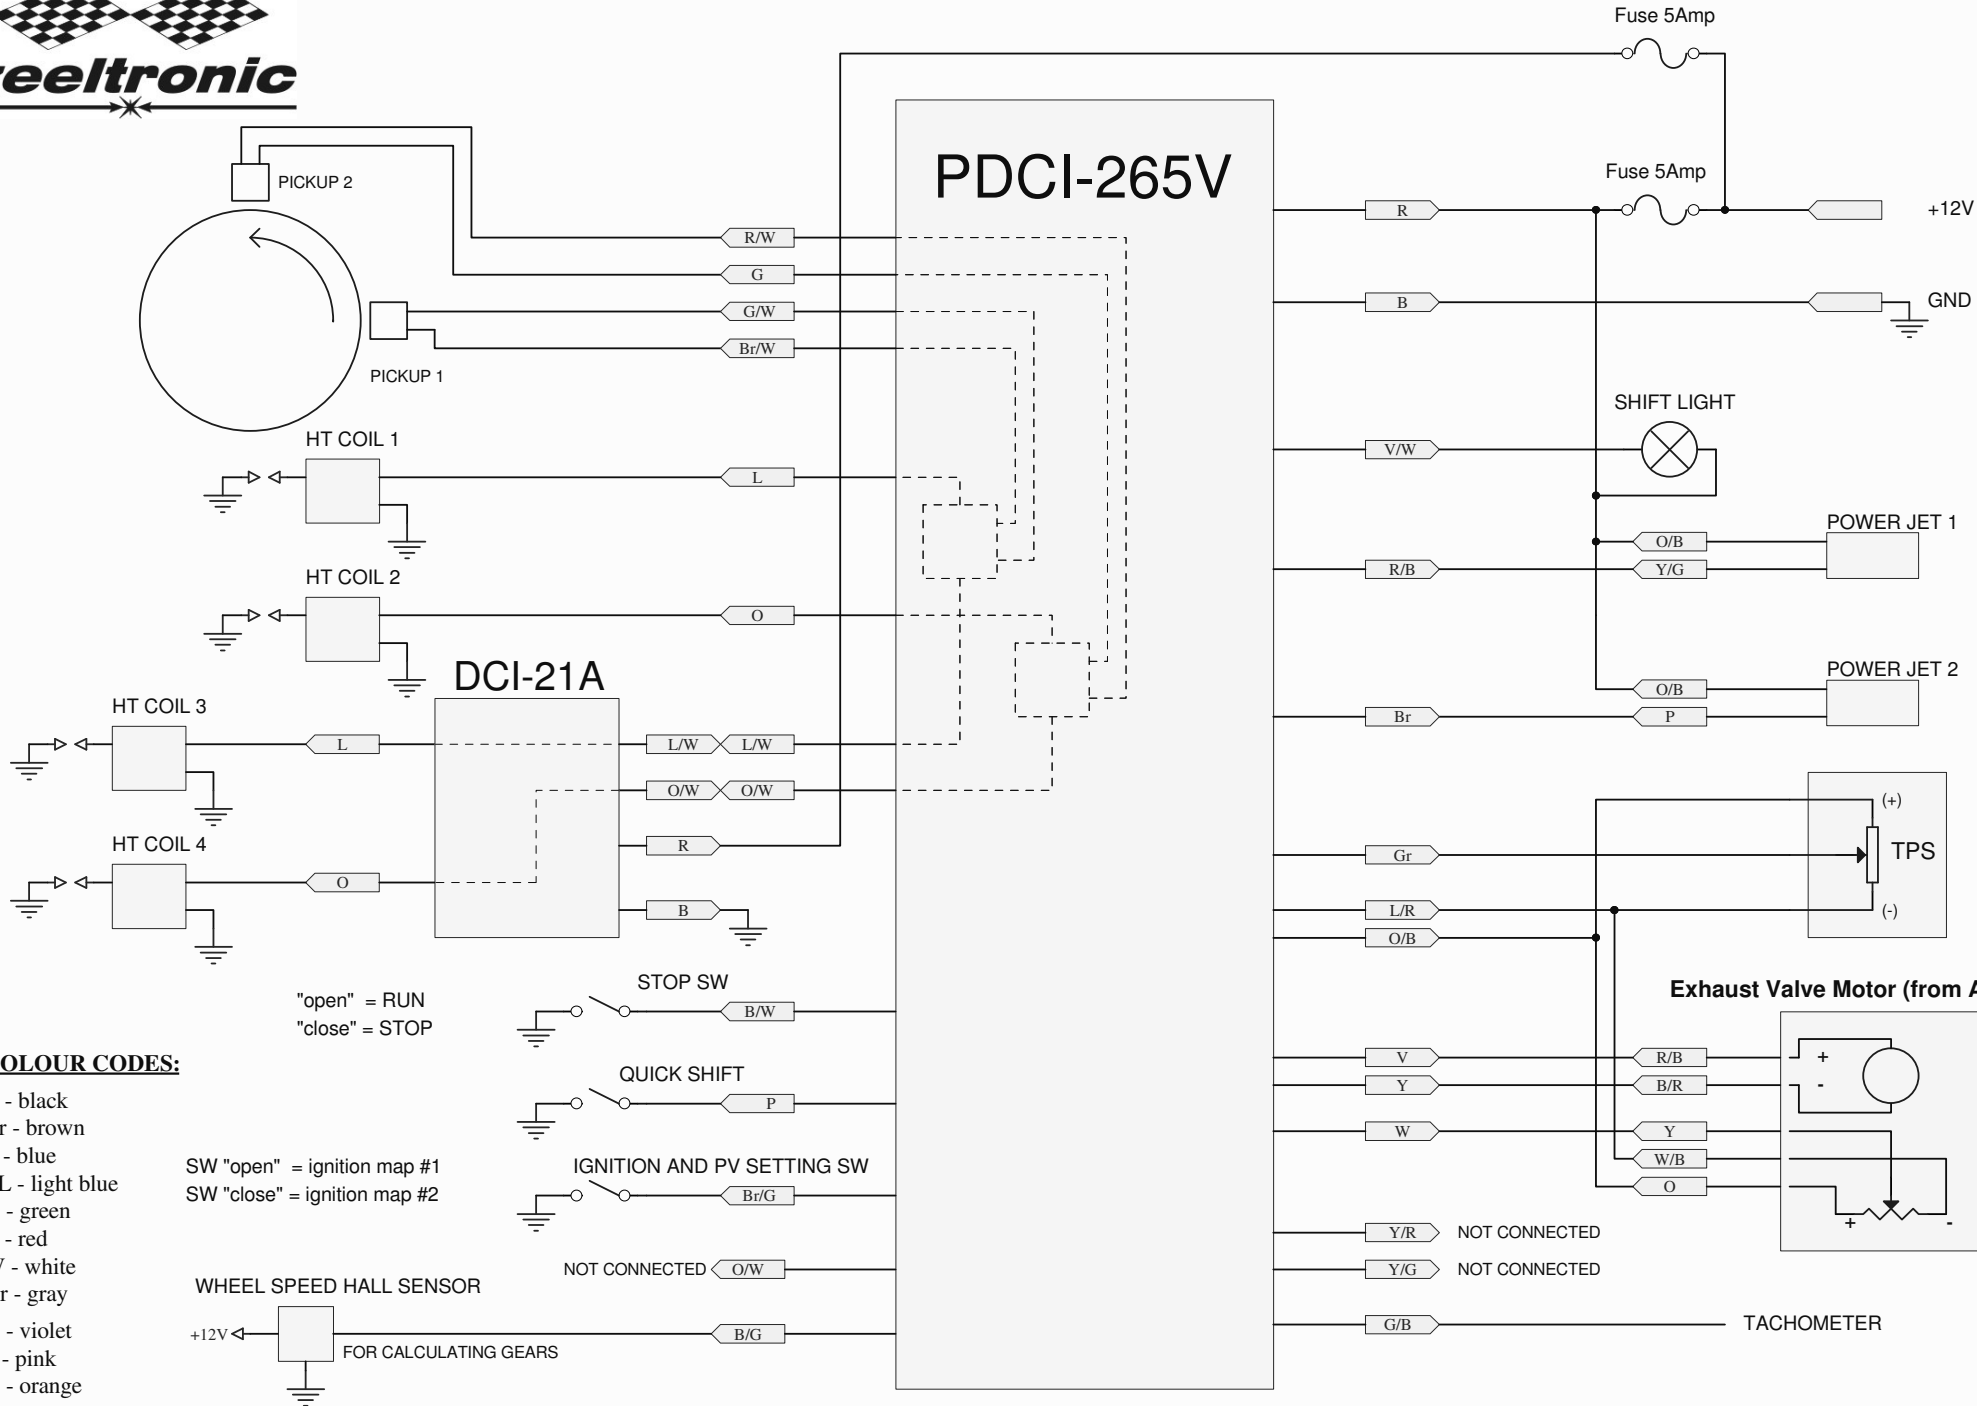 eeltronic
Fuse 5Amp
PDCI-265V
Fuse 5Amp
PICKUP 2
R
+12V
R/W
G
G/W
B
GND
Br/W
PICKUP 1
SHIFT LIGHT
HT COIL 1
V/W
L
POWER JET 1
O/B
R/B
Y/G
HT COIL 2
O
DCI-21A
POWER JET 2
O/B
HT COIL 3
Br
P
L
L/W
L/W
O/W
O/W
(+)
HT COIL 4
R
Gr
TPS
O
B
L/R
(-)
O/B
STOP SW
"open" = RUN
"close" = STOP
B/W
Exhaust Valve Motor (from A
OLOUR CODES:
V
R/B
+
QUICK SHIFT
Y
B/R
-
- black
P
r - brown
W
Y
- blue
SW "open" = ignition map #1
IGNITION AND PV SETTING SW
W/B
L - light blue
SW "close" = ignition map #2
Br/G
O
- green
+
-
- red
Y/R
NOT CONNECTED
- white
NOT CONNECTED
O/W
Y/G
NOT CONNECTED
r - gray
WHEEL SPEED HALL SENSOR
- violet
+12V
B/G
G/B
TACHOMETER
- pink
FOR CALCULATING GEARS
- orange